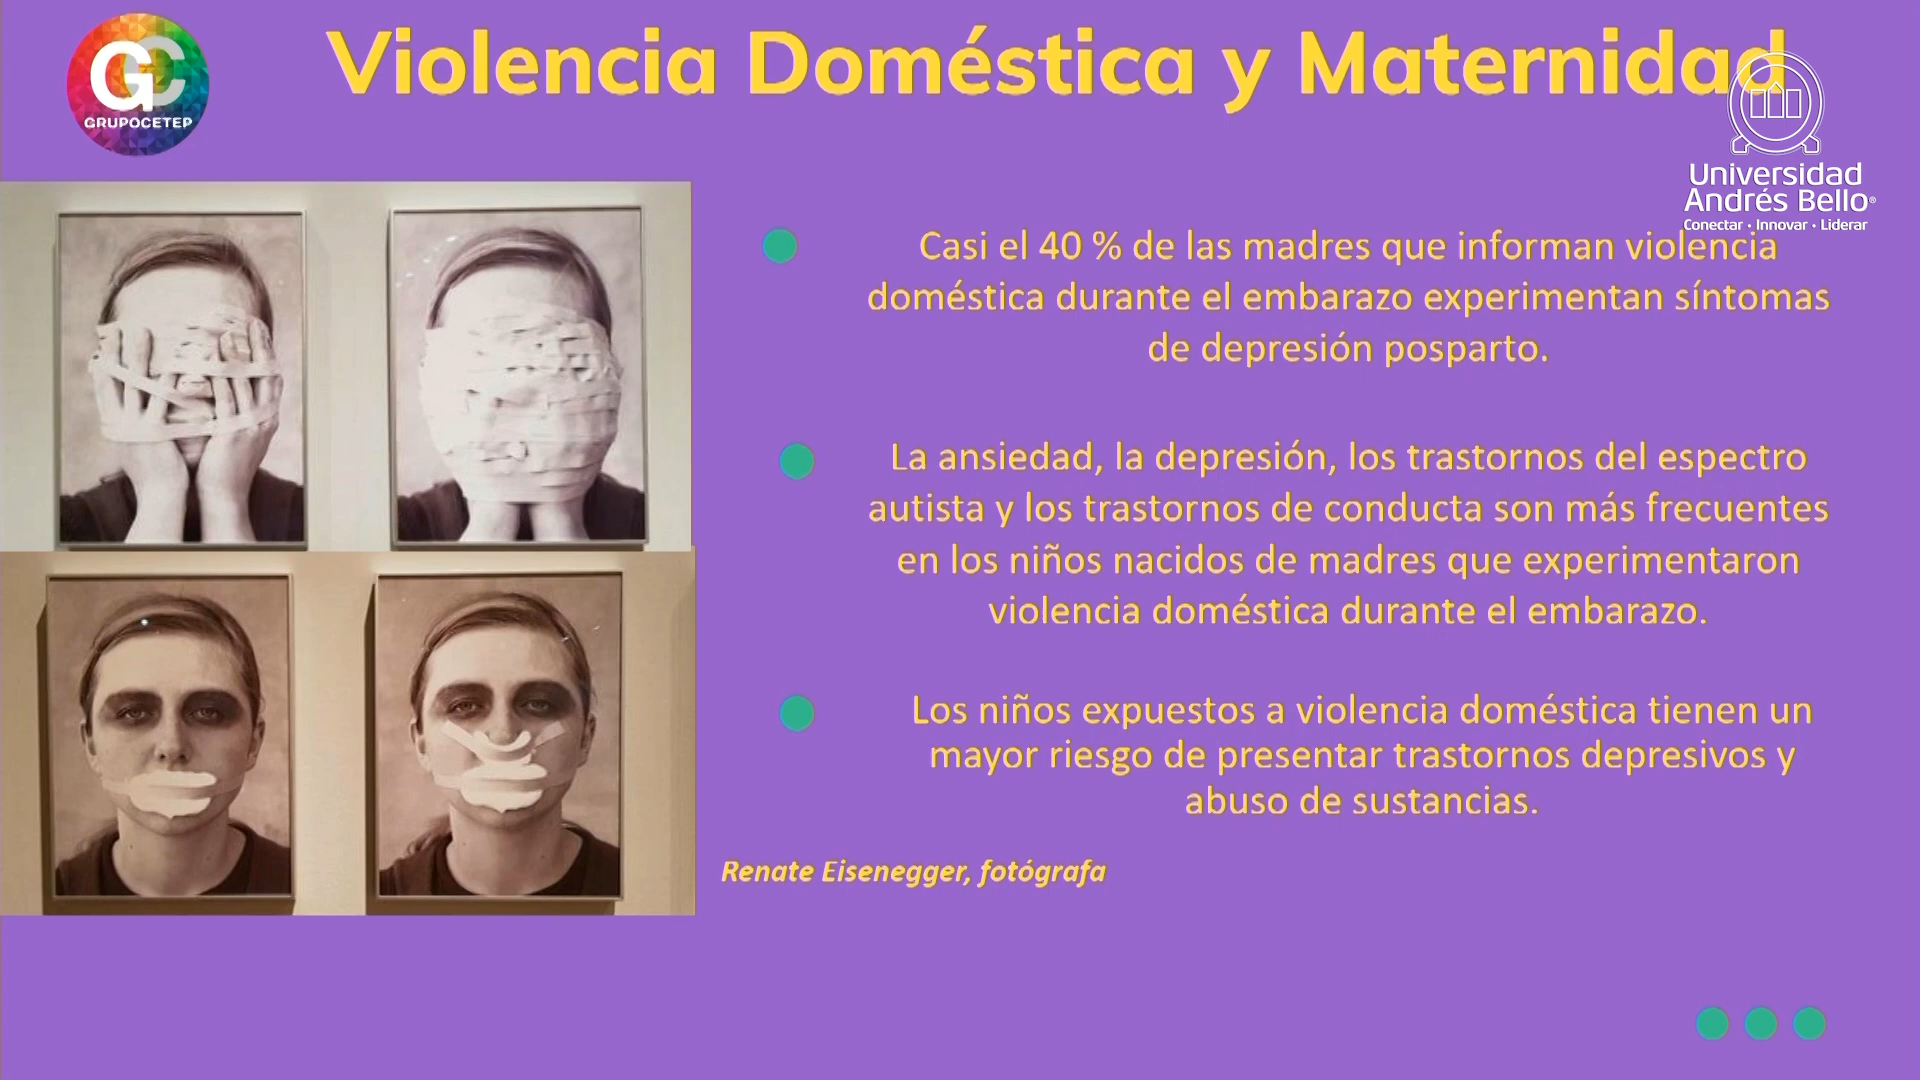 GC
GRUPOCETEP
Violencia Doméstica y Maternidad
Universidad
Andrés Bello®
Conectar • Innovar • Liderar
Casi el 40 % de las madres que informan violencia
doméstica durante el embarazo experimentan síntomas
de depresión posparto.
La ansiedad, la depresión, los trastornos del espectro
autista y los trastornos de conducta son más frecuentes
en los niños nacidos de madres que experimentaron
violencia doméstica durante el embarazo.
Los niños expuestos a violencia doméstica tienen un
mayor riesgo de presentar trastornos depresivos y
abuso de sustancias.
Renate Eisenegger, fotógrafa